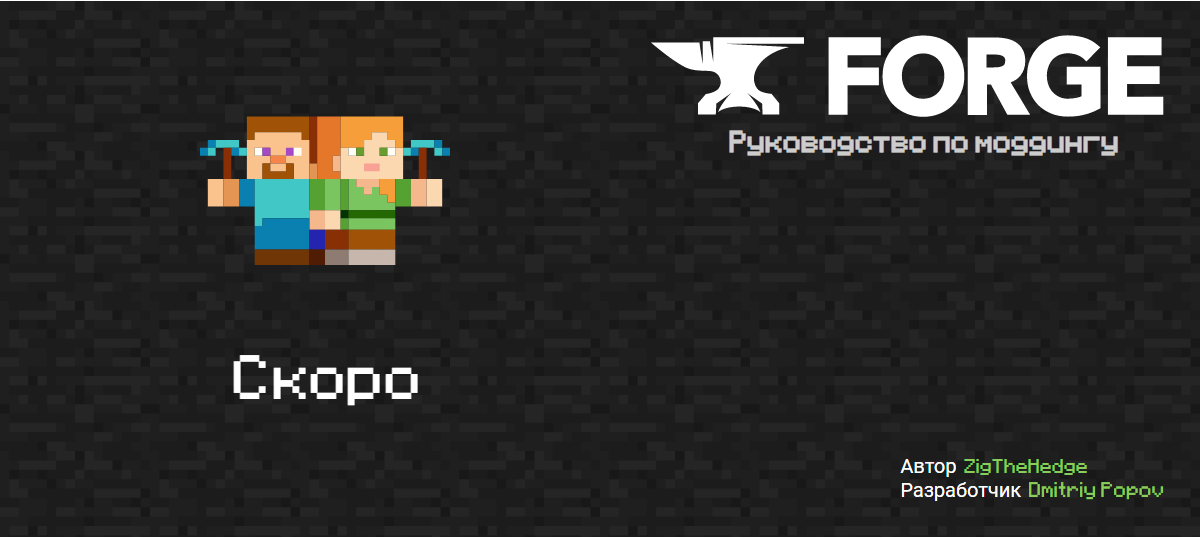 FORGE
Руководство по моддингу
Скоро
Автор ZigTheHedge
Разработчик Dmitriy Popov